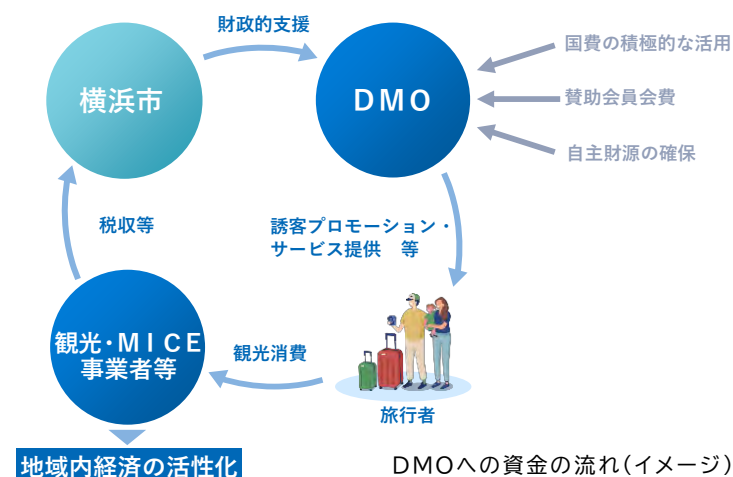 財政的支援
横浜市
DMO
国費の積極的な活用
賛助会員会費
自主財源の確保
税収等
誘客プロモーション・
サービス提供　等
観光・MICE
事業者等
観光消費
旅行者
地域内経済の活性化
DMOへの資金の流れ(イメージ)